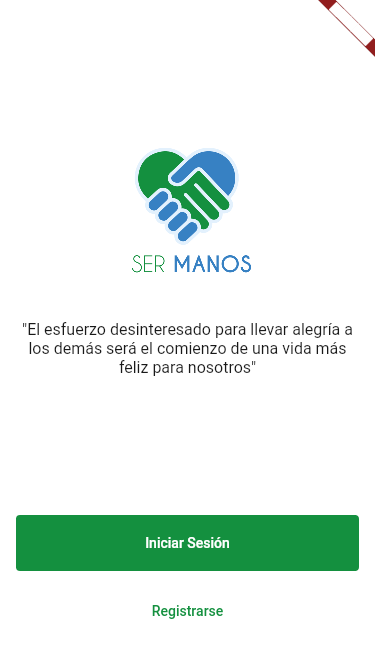 SER MANOS
"El esfuerzo desinteresado para llevar alegría a
los demás será el comienzo de una vida más
feliz para nosotros"
Iniciar Sesión
Registrarse